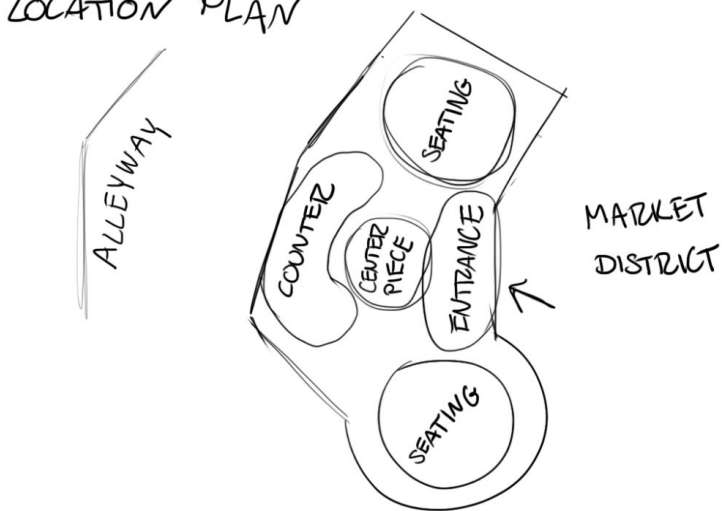 LOCATION PLAN
SEATING
ALLEYWAY
COUNTER
CENTER
PIECE
ENTRANCE
MARKET
DISTRICT
SEATING